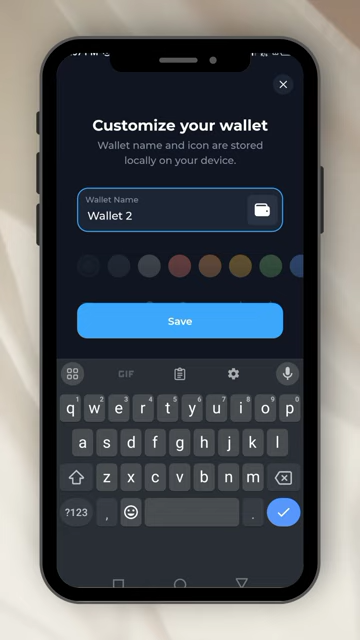 Customize your wallet
Wallet name and icon are stored
locally on your device.
Wallet Name
Wallet 2
Save
GIF
1 2 3 4 5 6 7 8 9 0
q w e r t y u i o p
a s d f g h j k l
z x c v b n m
?123 , .